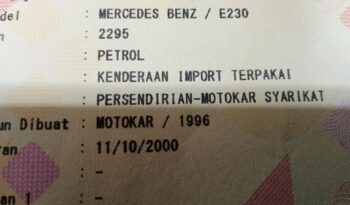 del : MERCEDES BENZ / E230
n : 2295
: PETROL
: KENDERAAN IMPORT TERPAKAI
: PERSENDIRIAN-MOTOKAR SYARIKAT
un Dibuat : MOTOKAR / 1996
ran : 11/10/2000
: -
an 1 : -